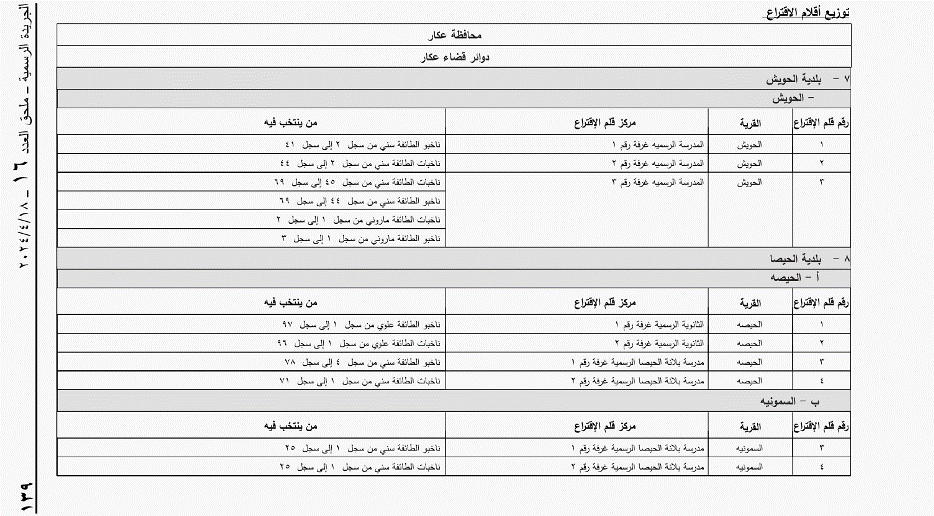 توزيع أقلام الإقتراع
محافظة عكار
دوائر قضاء عكار
٧ - بلدية الحويش
- الحويش
رقم قلم الإقتراع القرية مركز قلم الإقتراع من ينتخب فيه
١ الحويش المدرسة الرسميه غرفة رقم ١ ناخبو الطائفة سني من سجل ٢ إلى سجل ٤١
٢ الحويش المدرسة الرسميه غرفة رقم ٢ ناخبات الطائفة سني من سجل ٢ إلى سجل ٤٤
٣ الحويش المدرسة الرسميه غرفة رقم ٣ ناخبات الطائفة سني من سجل ٤٥ إلى سجل ٦٩
ناخبو الطائفة سني من سجل ٤٤ إلى سجل ٦٩
ناخبات الطائفة ماروني من سجل ١ إلى سجل ٢
ناخبو الطائفة ماروني من سجل ١ إلى سجل ٣
٨ - بلدية الحيصا
أ - الحيصه
رقم قلم الإقتراع القرية مركز قلم الإقتراع من ينتخب فيه
١ الحيصه الثانوية الرسمية غرفة رقم ١ ناخبو الطائفة علوي من سجل ١ إلى سجل ٩٧
٢ الحيصه الثانوية الرسمية غرفة رقم ٢ ناخبات الطائفة علوي من سجل ١ إلى سجل ٩٦
٣ الحيصه مدرسة بلانة الحيصا الرسمية غرفة رقم ١ ناخبو الطائفة سني من سجل ٤ إلى سجل ٧٨
٤ الحيصه مدرسة بلانة الحيصا الرسمية غرفة رقم ٢ ناخبات الطائفة سني من سجل ١ إلى سجل ٧١
ب - السمونيه
رقم قلم الإقتراع القرية مركز قلم الإقتراع من ينتخب فيه
٣ السمونيه مدرسة بلانة الحيصا الرسمية غرفة رقم ١ ناخبو الطائفة سني من سجل ١ إلى سجل ٢٥
٤ السمونيه مدرسة بلانة الحيصا الرسمية غرفة رقم ٢ ناخبات الطائفة سني من سجل ١ إلى سجل ٢٥
الجريدة الرسمية - ملحق العدد ١٦ - ٢٠٢٤/٤/١٨
١٣٩